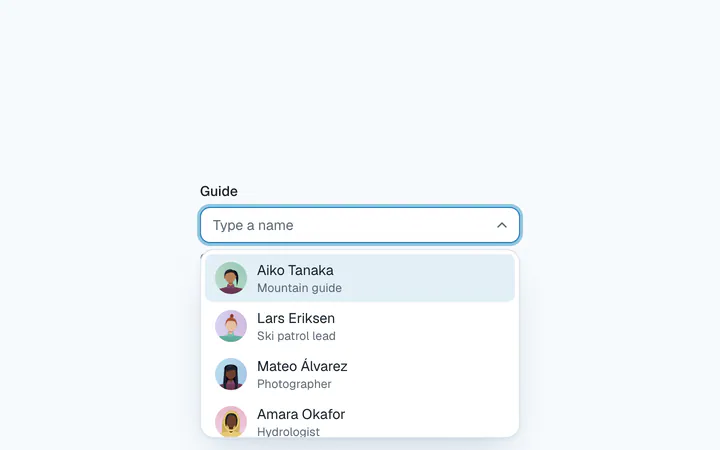 Guide
Type a name
Aiko Tanaka
Mountain guide
Lars Eriksen
Ski patrol lead
Mateo Álvarez
Photographer
Amara Okafor
Hydrologist